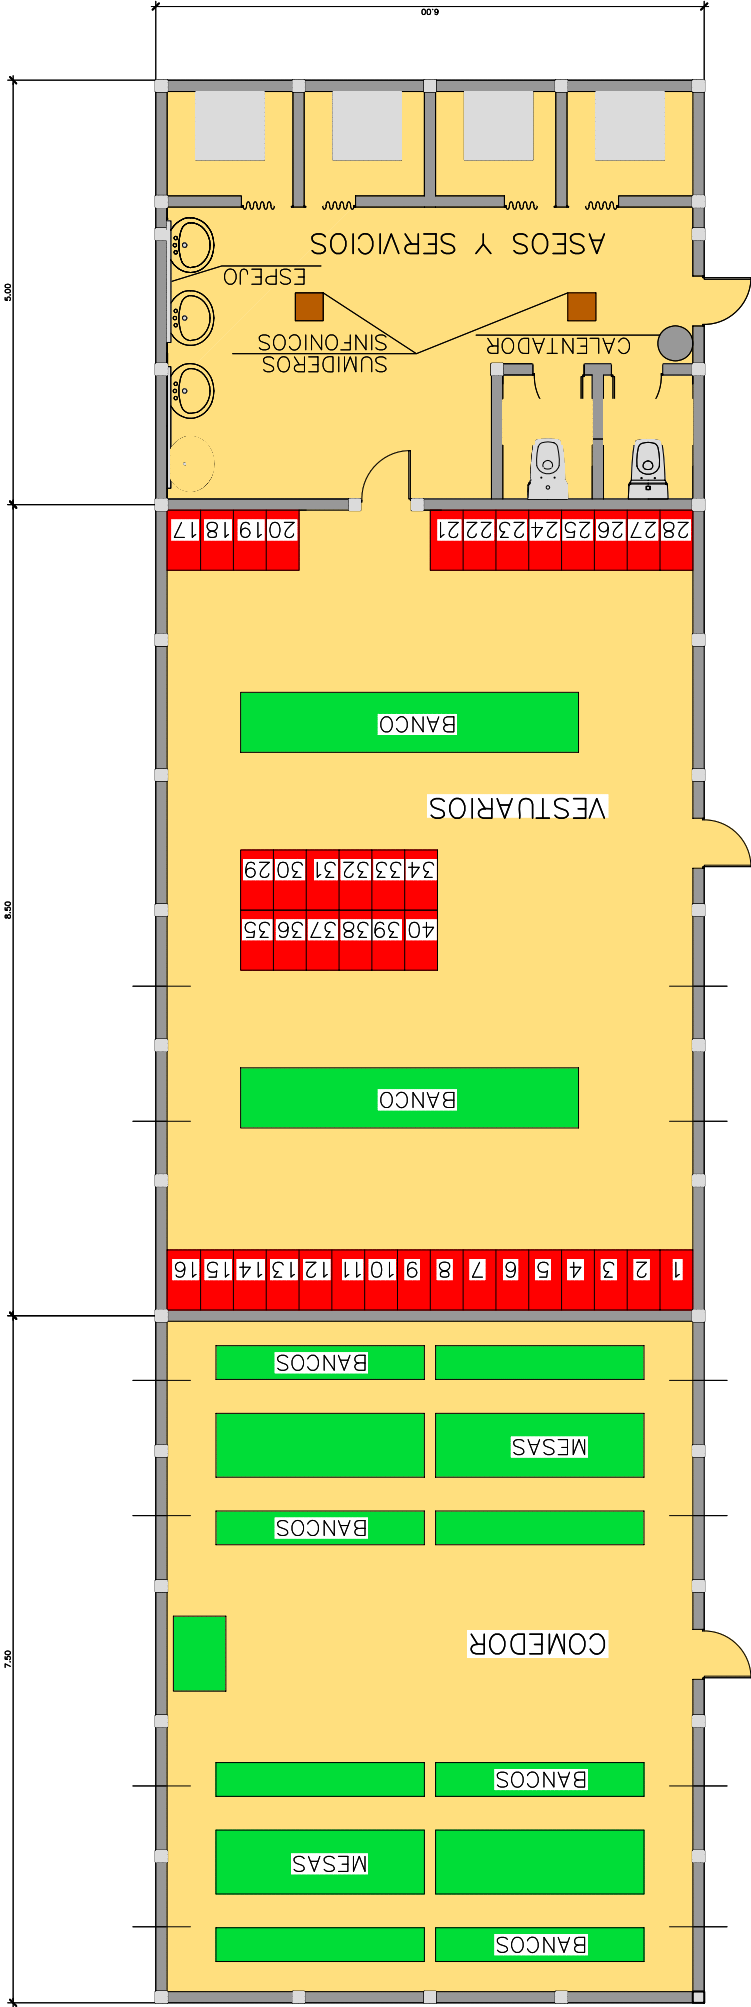 BANCOS
MESAS
BANCOS
7.50
COMEDOR
BANCOS
MESAS
BANCOS
1 2 3 4 5 6 7 8 9 10 11 12 13 14 15 16
BANCO
40 39 38 37 36 35
8.50
34 33 32 31 30 29
VESTUARIOS
BANCO
28 27 26 25 24 23 22 21
20 19 18 17
CALENTADOR
SUMIDEROS
SINFONICOS
5.00
ESPEJO
ASEOS Y SERVICIOS
6.00